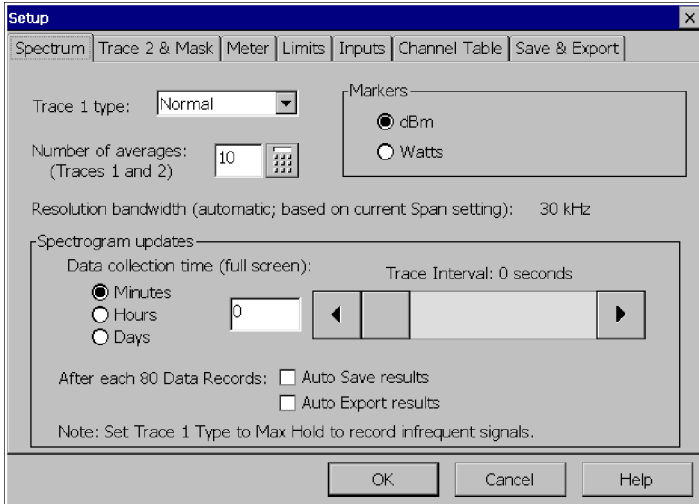 Setup
Spectrum Trace 2 & Mask Meter Limits Inputs Channel Table Save & Export
Trace 1 type: Normal
Markers
dBm
Watts
Number of averages: 10
(Traces 1 and 2)
Resolution bandwidth (automatic; based on current Span setting): 30 kHz
Spectrogram updates
Data collection time (full screen):
Trace Interval: 0 seconds
Minutes
Hours
Days
0
After each 80 Data Records: Auto Save results
Auto Export results
Note: Set Trace 1 Type to Max Hold to record infrequent signals.
OK Cancel Help